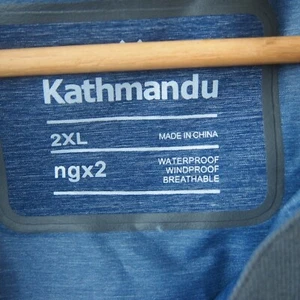 Kathmandu
2XL MADE IN CHINA
ngx2 WATERPROOF
WINDPROOF
BREATHABLE